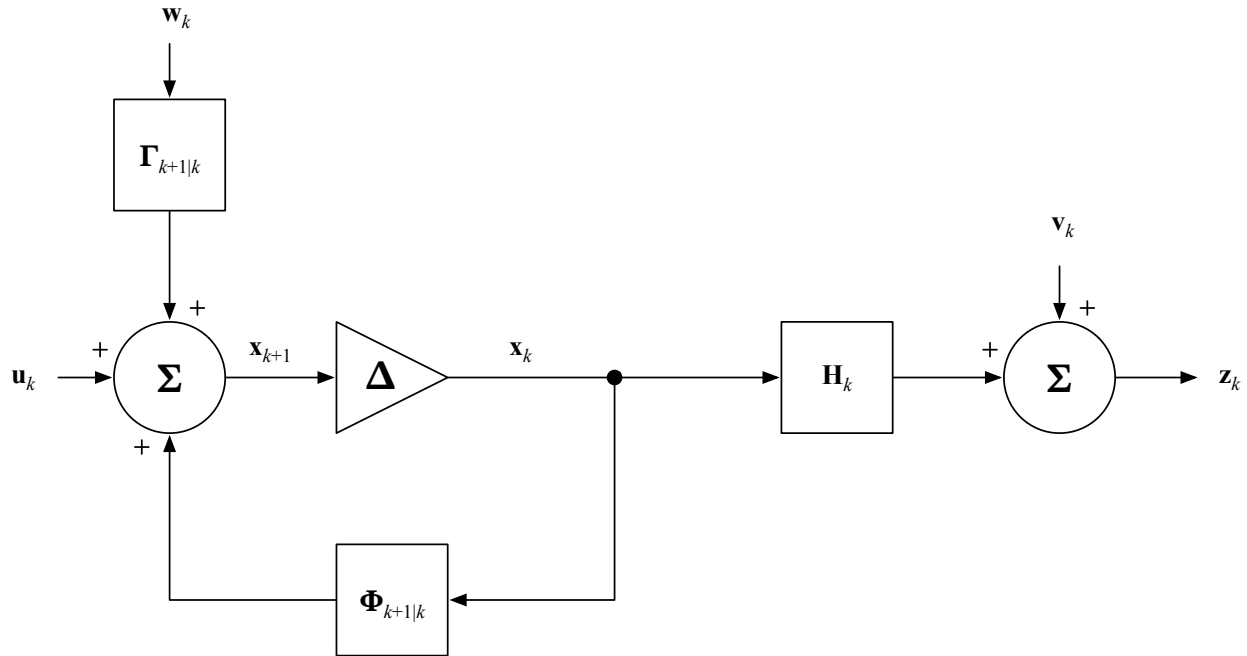 w_k
Γ_{k+1|k}
v_k
+
+
+
x_{k+1}
x_k
+
u_k
Σ
Δ
H_k
Σ
z_k
+
Φ_{k+1|k}